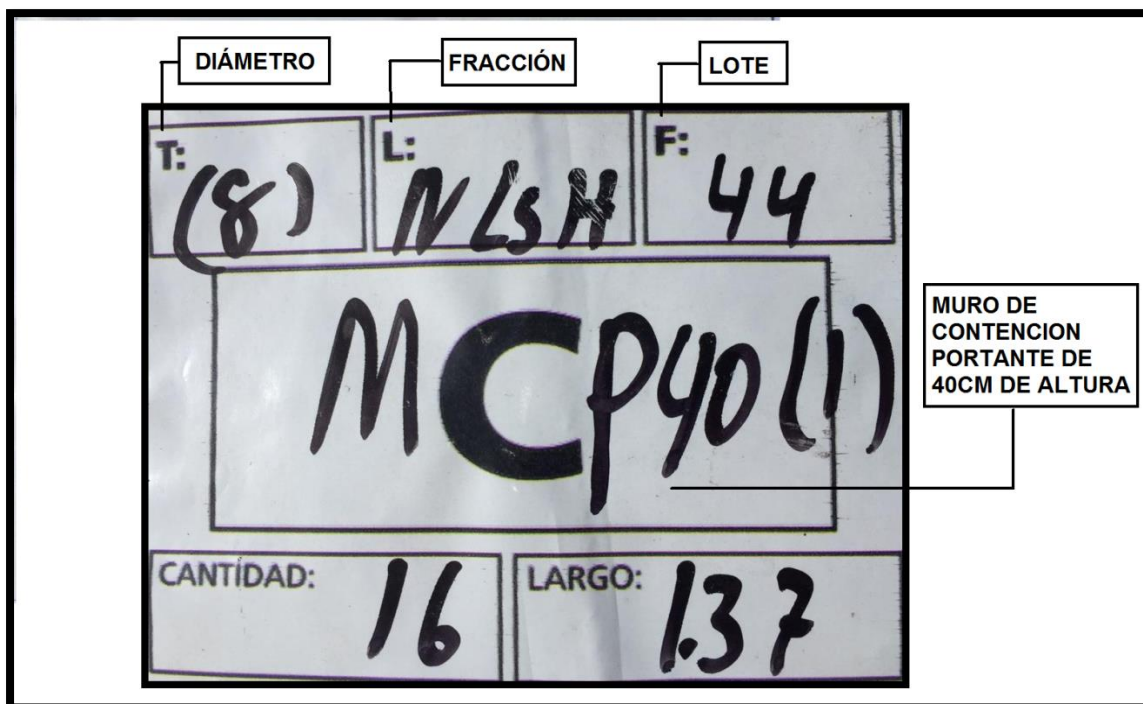 DIÁMETRO
FRACCIÓN
LOTE
T: (8)
L: NLSH
F: 44
MCP40(1)
MURO DE
CONTENCION
PORTANTE DE
40CM DE ALTURA
CANTIDAD: 16
LARGO: 1.37